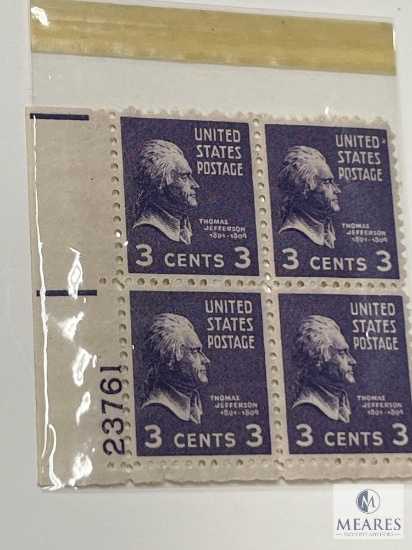 UNITED
STATES
POSTAGE
THOMAS
JEFFERSON
1801-1809
3 CENTS 3
UNITED
STATES
POSTAGE
THOMAS
JEFFERSON
1801-1809
3 CENTS 3
UNITED
STATES
POSTAGE
THOMAS
JEFFERSON
1801-1809
3 CENTS 3
UNITED
STATES
POSTAGE
THOMAS
JEFFERSON
1801-1809
3 CENTS 3
23761
M
MEARES
PROPERTY ADVISORS